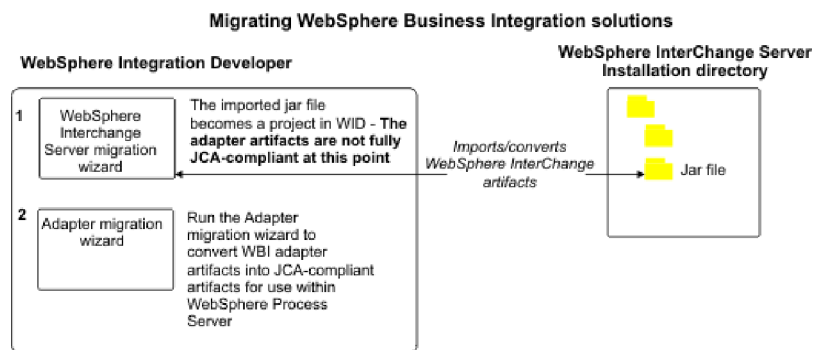 Migrating WebSphere Business Integration solutions
WebSphere Integration Developer
WebSphere InterChange Server
Installation directory
1
WebSphere
Interchange
Server migration
wizard
The imported jar file
becomes a project in WID - The
adapter artifacts are not fully
JCA-compliant at this point
Imports/converts
WebSphere InterChange
artifacts
Jar file
2
Adapter migration
wizard
Run the Adapter
migration wizard to
convert WBI adapter
artifacts into JCA-compliant
artifacts for use within
WebSphere Process
Server